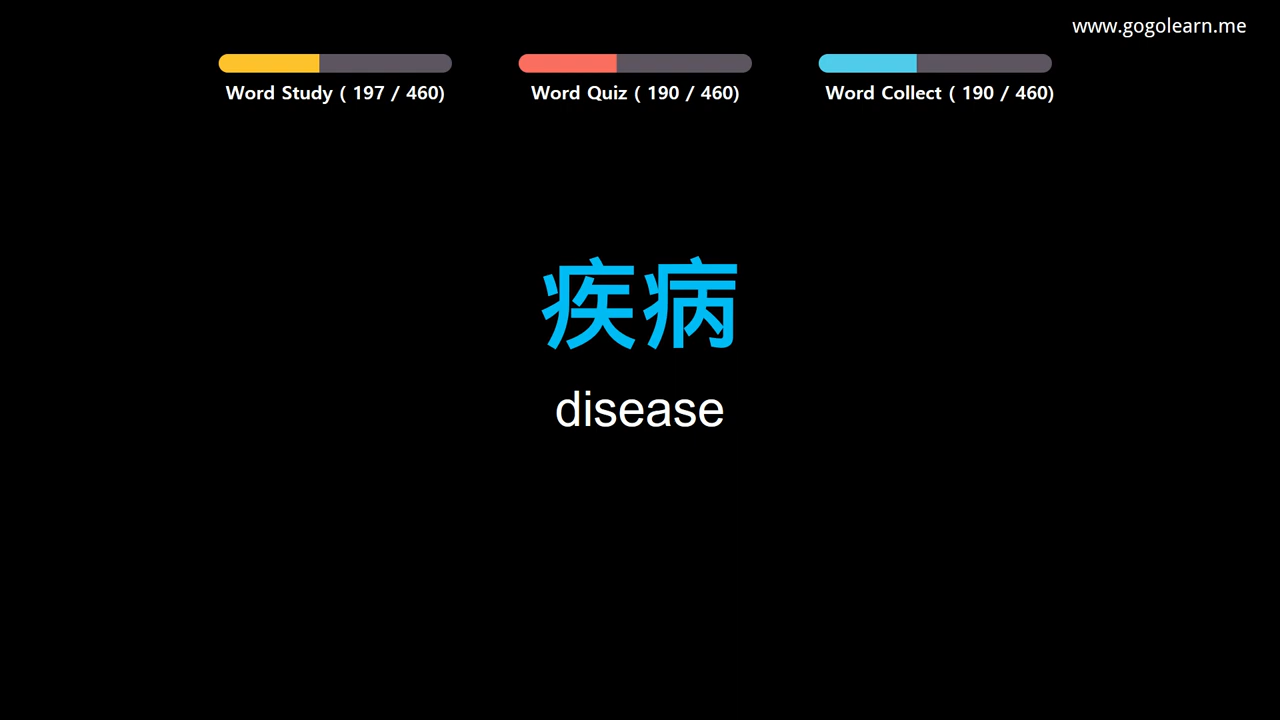 www.gogolearn.me
Word Study ( 197 / 460)
Word Quiz ( 190 / 460)
Word Collect ( 190 / 460)
疾病
disease